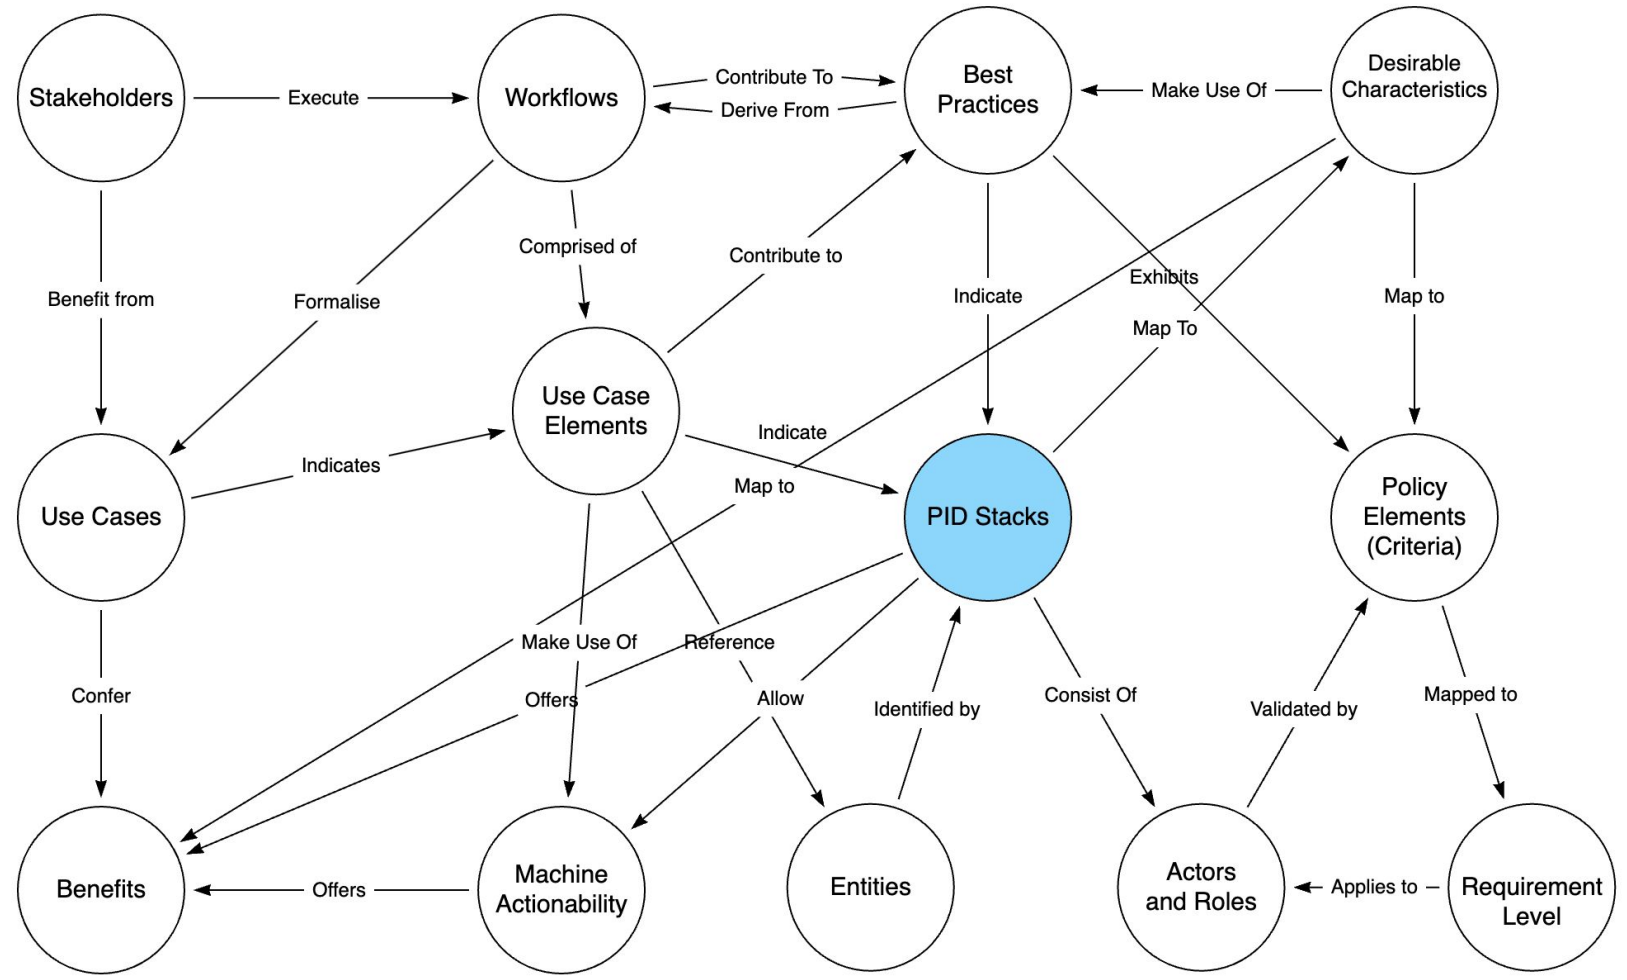 Stakeholders
Execute
Workflows
Contribute To
Derive From
Best
Practices
Make Use Of
Desirable
Characteristics
Benefit from
Formalise
Comprised of
Contribute to
Indicate
Exhibits
Map To
Map to
Use Cases
Indicates
Use Case
Elements
Indicate
Map to
PID Stacks
Policy
Elements
(Criteria)
Confer
Make Use Of
Reference
Offers
Allow
Identified by
Consist Of
Validated by
Mapped to
Benefits
Offers
Machine
Actionability
Entities
Actors
and Roles
Applies to
Requirement
Level